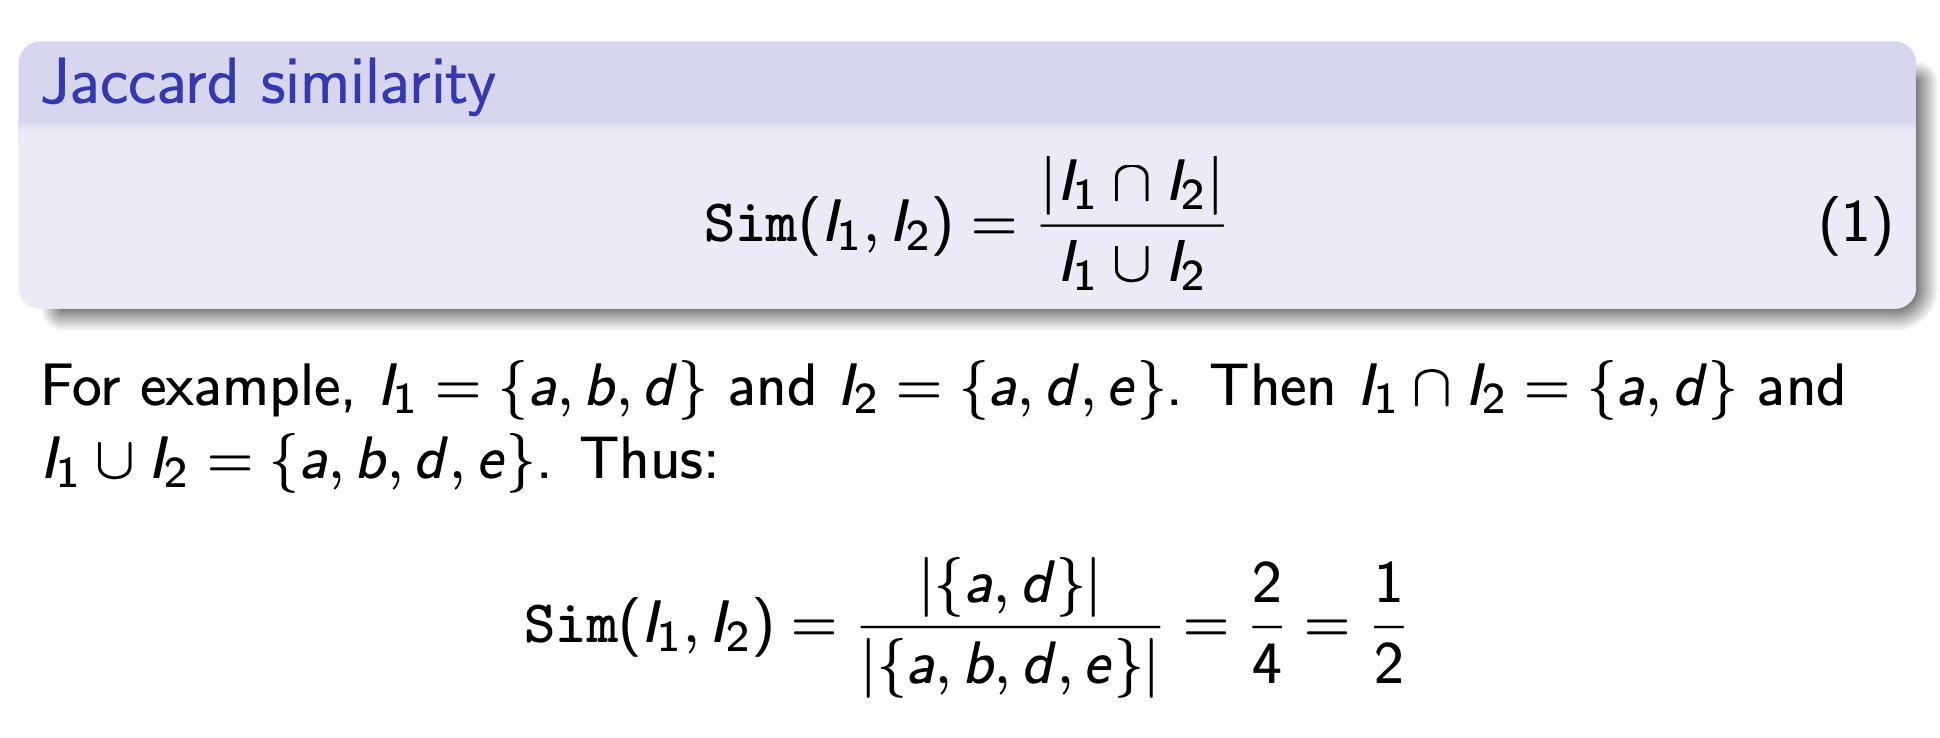 Jaccard similarity
Sim(I₁, I₂) = |I₁ ∩ I₂| / I₁ ∪ I₂ (1)
For example, I₁ = {a, b, d} and I₂ = {a, d, e}. Then I₁ ∩ I₂ = {a, d} and
I₁ ∪ I₂ = {a, b, d, e}. Thus:
Sim(I₁, I₂) = |{a, d}| / |{a, b, d, e}| = 2/4 = 1/2